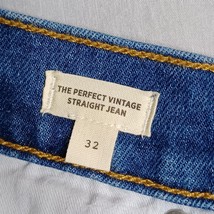 THE PERFECT VINTAGE
STRAIGHT JEAN
32